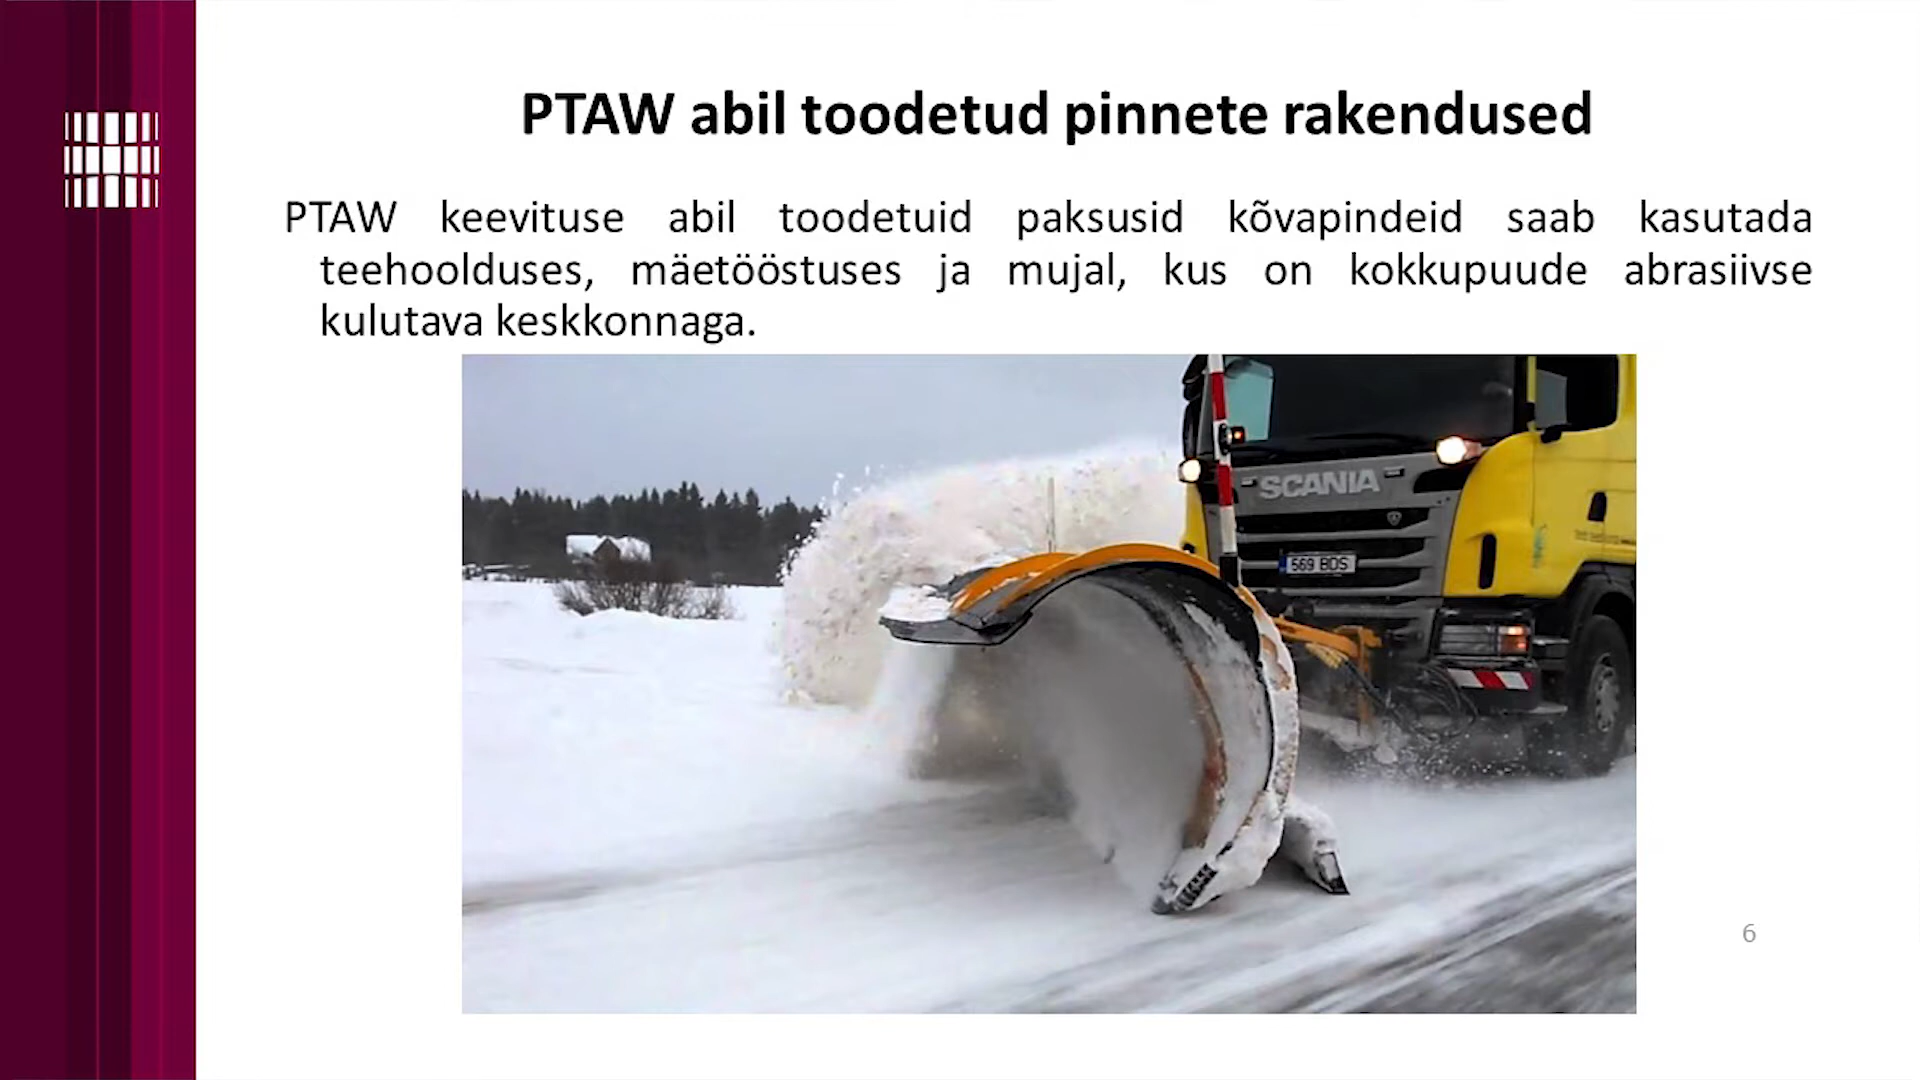 PTAW abil toodetud pinnete rakendused
PTAW keevituse abil toodetuid paksusid kõvapindeid saab kasutada
teehoolduses, mäetööstuses ja mujal, kus on kokkupuude abrasiivse
kulutava keskkonnaga.
SCANIA
569 BDS
6